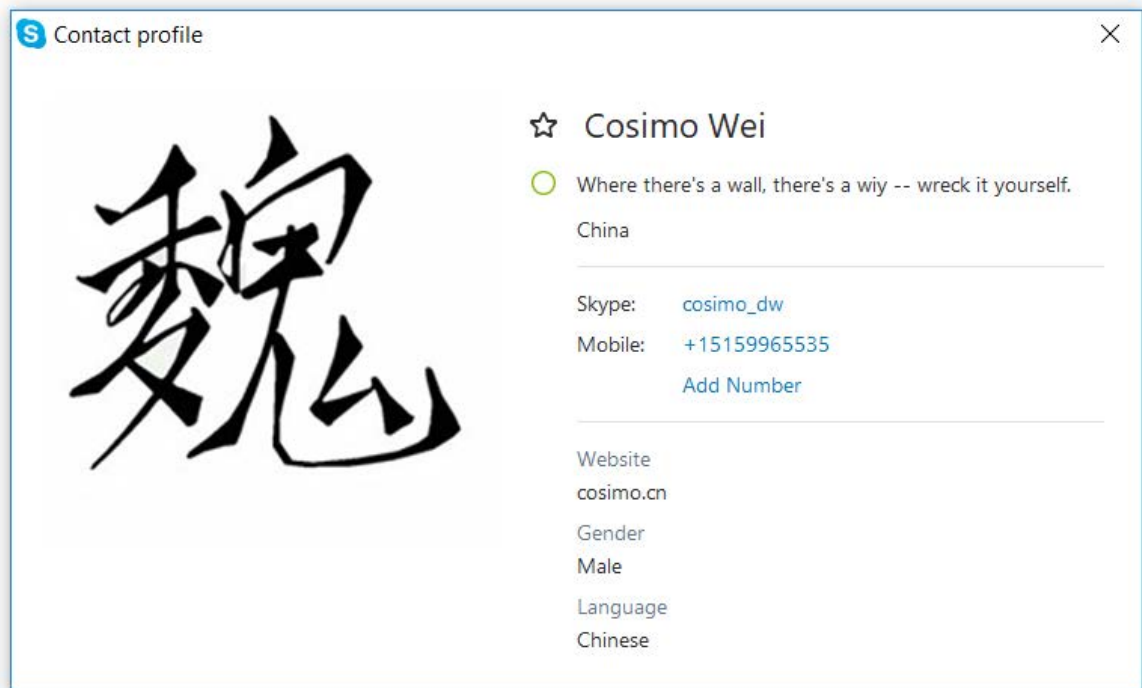 Contact profile
魏
Cosimo Wei
Where there's a wall, there's a wiy -- wreck it yourself.
China
Skype: cosimo_dw
Mobile: +15159965535
Add Number
Website
cosimo.cn
Gender
Male
Language
Chinese